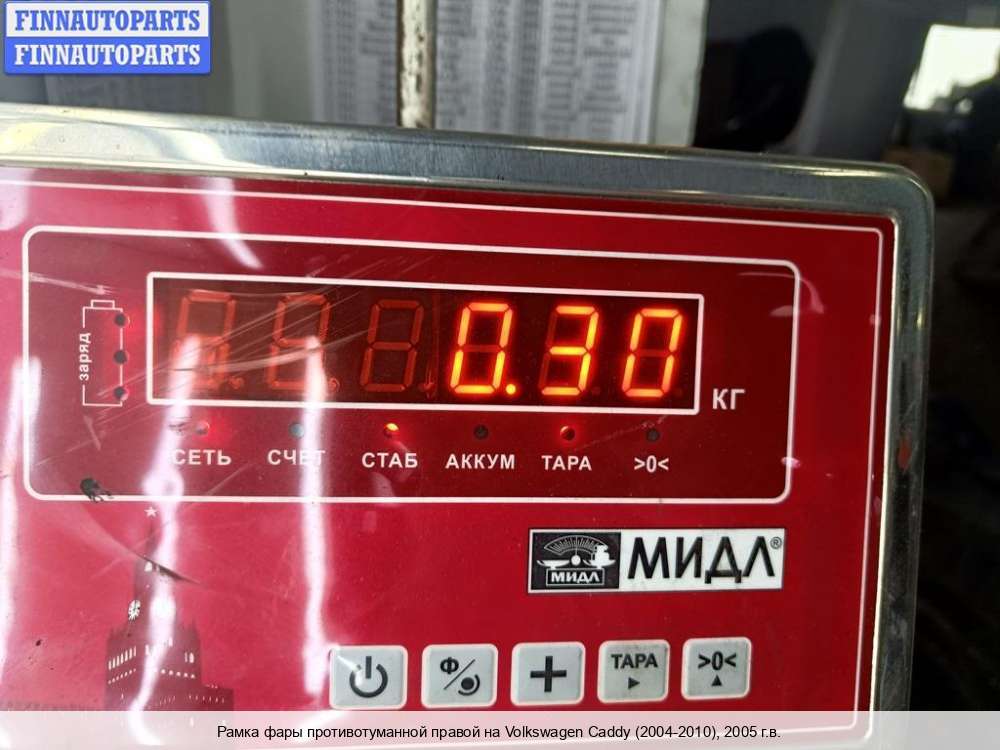 FINNAUTOPARTS
FINNAUTOPARTS
заряд
0.30
КГ
СЕТЬ СЧЕТ СТАБ АККУМ ТАРА >0<
МИДЛ МИДЛ®
Ф/
ТАРА >0<
Рамка фары противотуманной правой на Volkswagen Caddy (2004-2010), 2005 г.в.